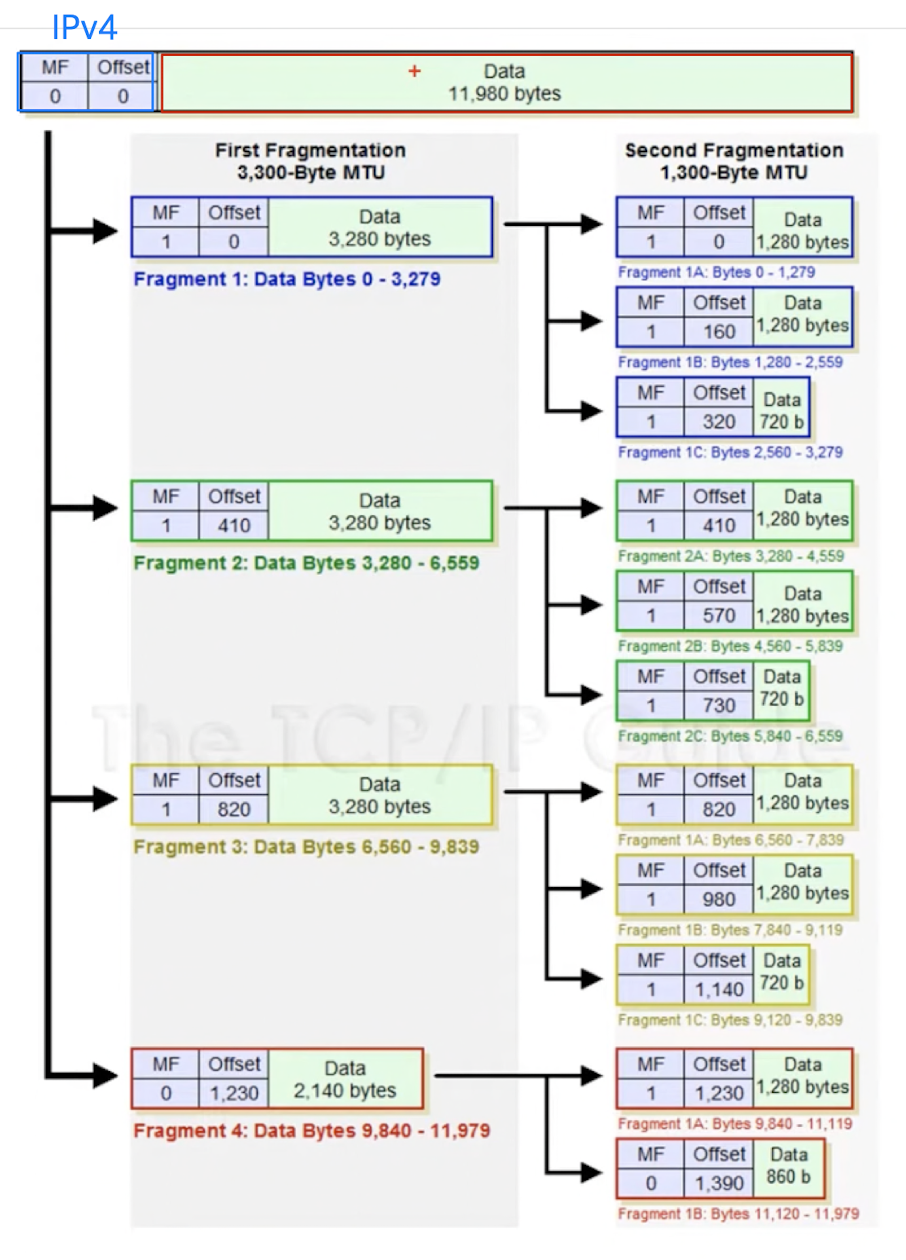 IPv4
MF Offset
0 0
+ Data
11,980 bytes
First Fragmentation
3,300-Byte MTU
Second Fragmentation
1,300-Byte MTU
MF Offset Data
1 0 3,280 bytes
Fragment 1: Data Bytes 0 - 3,279
MF Offset Data
1 0 1,280 bytes
Fragment 1A: Bytes 0 - 1,279
MF Offset Data
1 160 1,280 bytes
Fragment 1B: Bytes 1,280 - 2,559
MF Offset Data
1 320 720 b
Fragment 1C: Bytes 2,560 - 3,279
MF Offset Data
1 410 3,280 bytes
Fragment 2: Data Bytes 3,280 - 6,559
MF Offset Data
1 410 1,280 bytes
Fragment 2A: Bytes 3,280 - 4,559
MF Offset Data
1 570 1,280 bytes
Fragment 2B: Bytes 4,560 - 5,839
MF Offset Data
1 730 720 b
Fragment 2C: Bytes 5,840 - 6,559
The TCP/IP Guide
MF Offset Data
1 820 3,280 bytes
Fragment 3: Data Bytes 6,560 - 9,839
MF Offset Data
1 820 1,280 bytes
Fragment 1A: Bytes 6,560 - 7,839
MF Offset Data
1 980 1,280 bytes
Fragment 1B: Bytes 7,840 - 9,119
MF Offset Data
1 1,140 720 b
Fragment 1C: Bytes 9,120 - 9,839
MF Offset Data
0 1,230 2,140 bytes
Fragment 4: Data Bytes 9,840 - 11,979
MF Offset Data
1 1,230 1,280 bytes
Fragment 1A: Bytes 9,840 - 11,119
MF Offset Data
0 1,390 860 b
Fragment 1B: Bytes 11,120 - 11,979